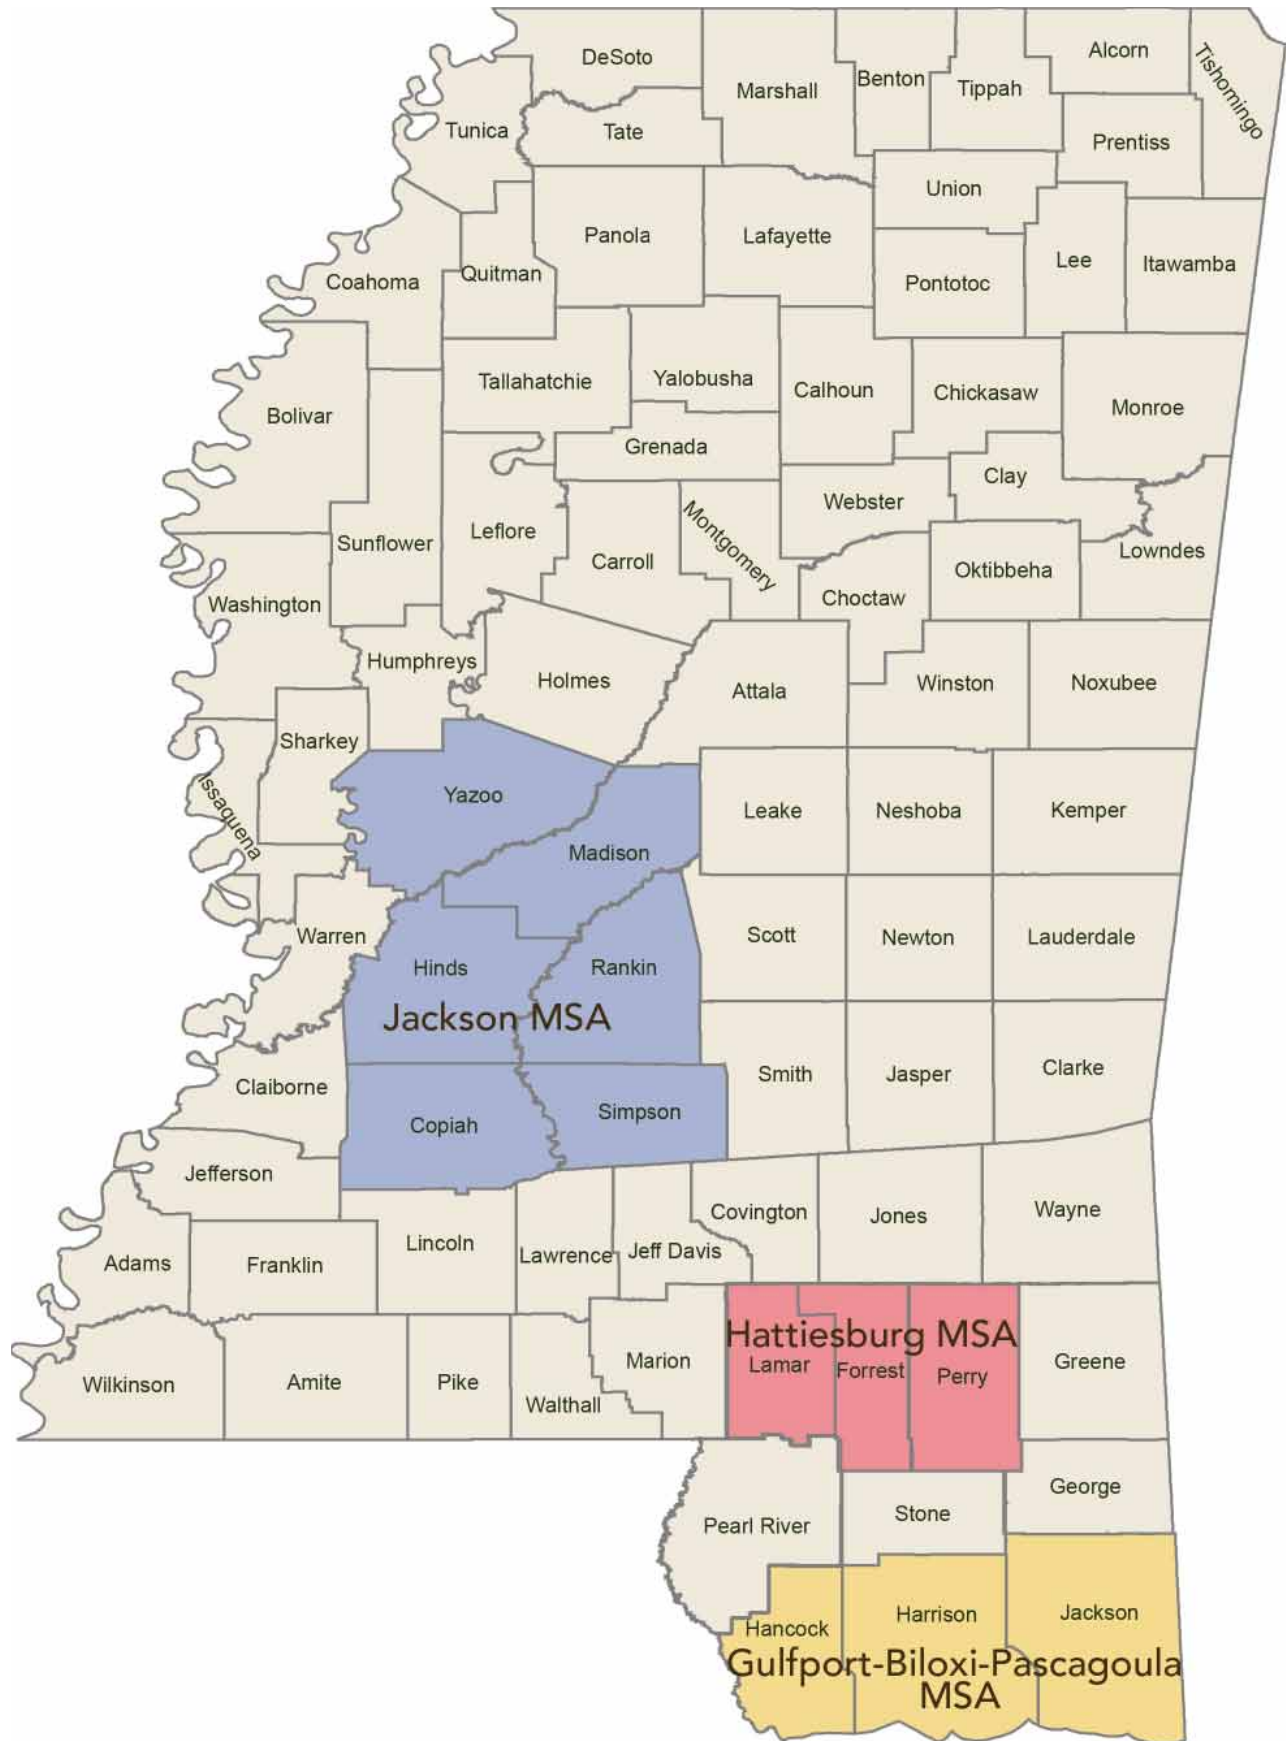 DeSoto
Alcorn
Tishomingo
Benton
Tippah
Marshall
Tunica
Tate
Prentiss
Union
Panola
Lafayette
Lee
Itawamba
Quitman
Coahoma
Pontotoc
Tallahatchie
Yalobusha
Calhoun
Chickasaw
Monroe
Bolivar
Grenada
Clay
Webster
Leflore
Sunflower
Montgomery
Carroll
Lowndes
Oktibbeha
Choctaw
Washington
Humphreys
Holmes
Attala
Winston
Noxubee
Sharkey
Issaquena
Yazoo
Leake
Neshoba
Kemper
Madison
Warren
Scott
Newton
Lauderdale
Hinds
Rankin
Jackson MSA
Smith
Jasper
Clarke
Claiborne
Copiah
Simpson
Jefferson
Covington
Jones
Wayne
Lincoln
Lawrence
Jeff Davis
Adams
Franklin
Hattiesburg MSA
Marion
Lamar
Forrest
Perry
Greene
Wilkinson
Amite
Pike
Walthall
George
Stone
Pearl River
Hancock
Harrison
Jackson
Gulfport-Biloxi-Pascagoula
MSA